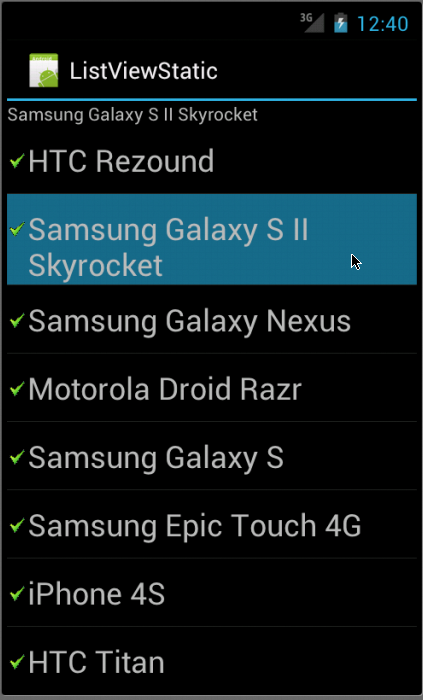 3G 12:40
ListViewStatic
Samsung Galaxy S II Skyrocket
HTC Rezound
Samsung Galaxy S II
Skyrocket
Samsung Galaxy Nexus
Motorola Droid Razr
Samsung Galaxy S
Samsung Epic Touch 4G
iPhone 4S
HTC Titan